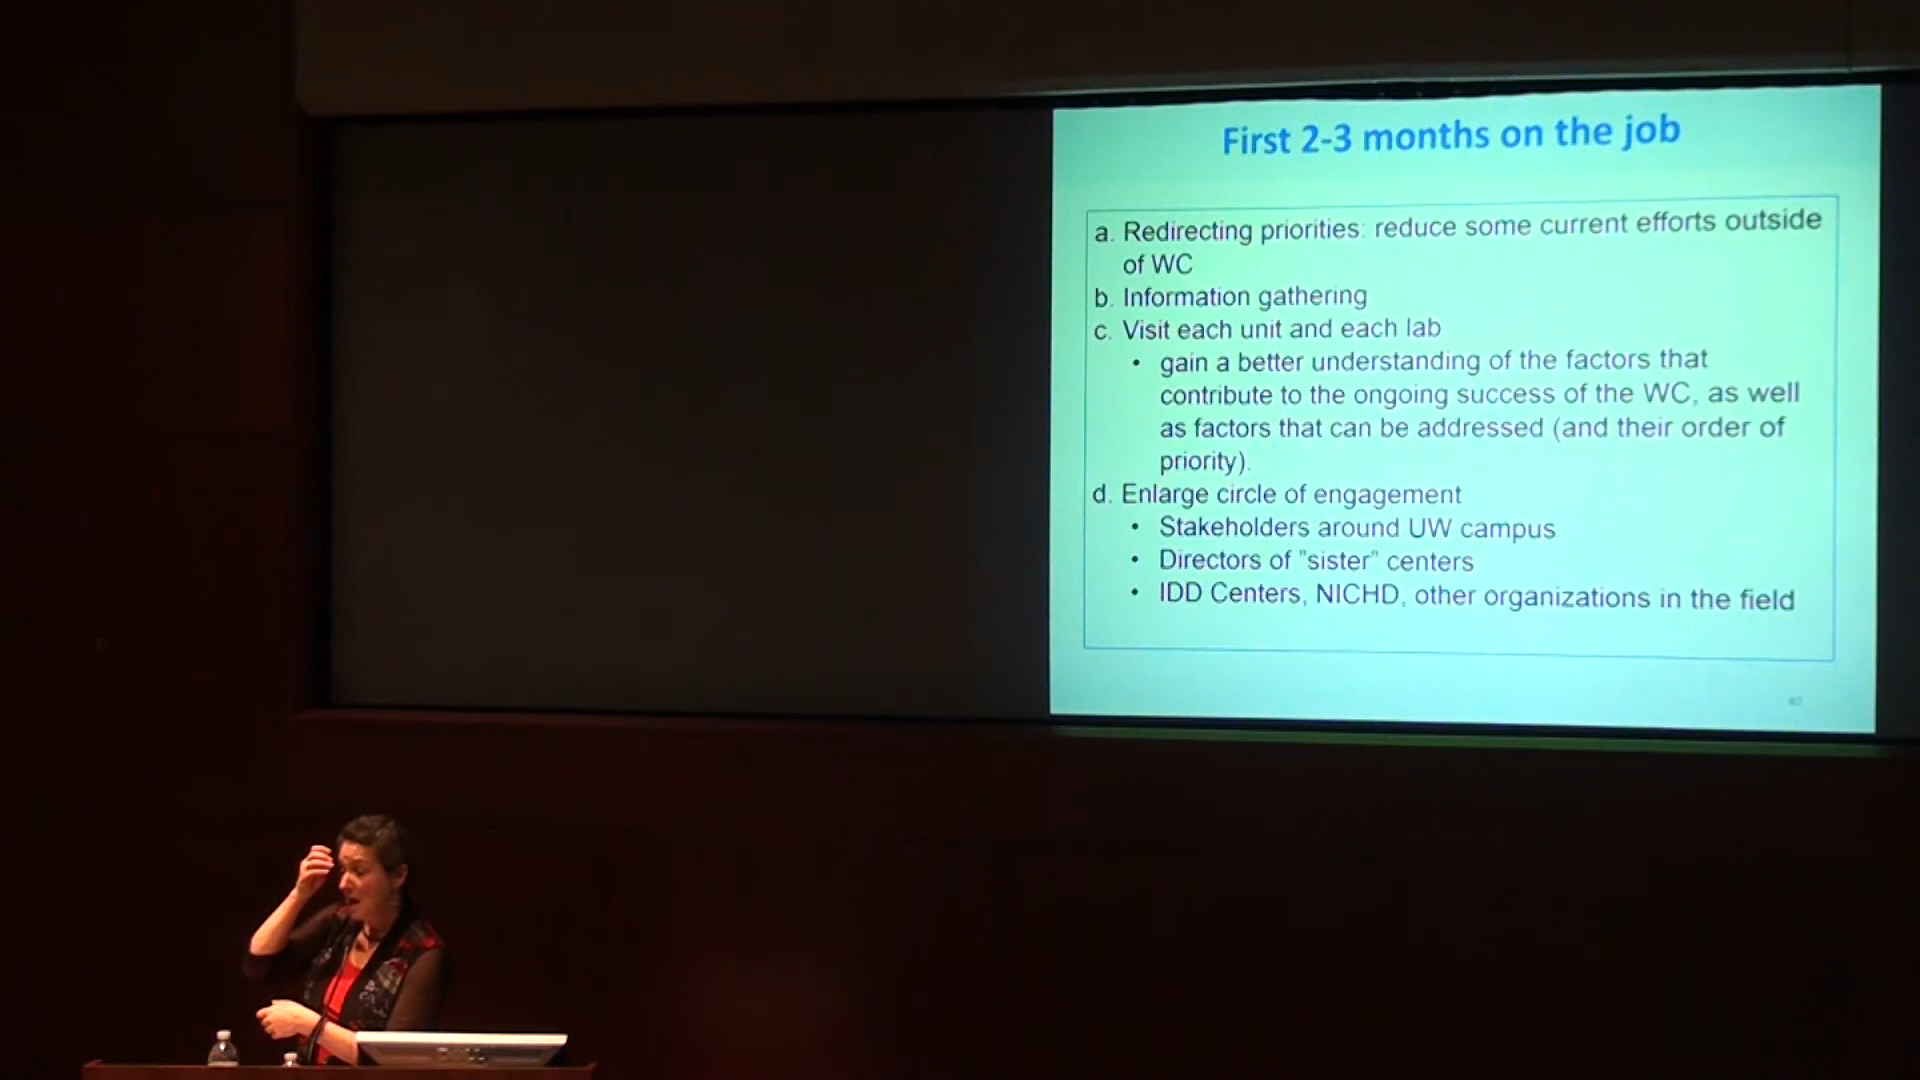 First 2-3 months on the job
a. Redirecting priorities: reduce some current efforts outside
of WC
b. Information gathering
c. Visit each unit and each lab
• gain a better understanding of the factors that
contribute to the ongoing success of the WC, as well
as factors that can be addressed (and their order of
priority).
d. Enlarge circle of engagement
• Stakeholders around UW campus
• Directors of "sister" centers
• IDD Centers, NICHD, other organizations in the field